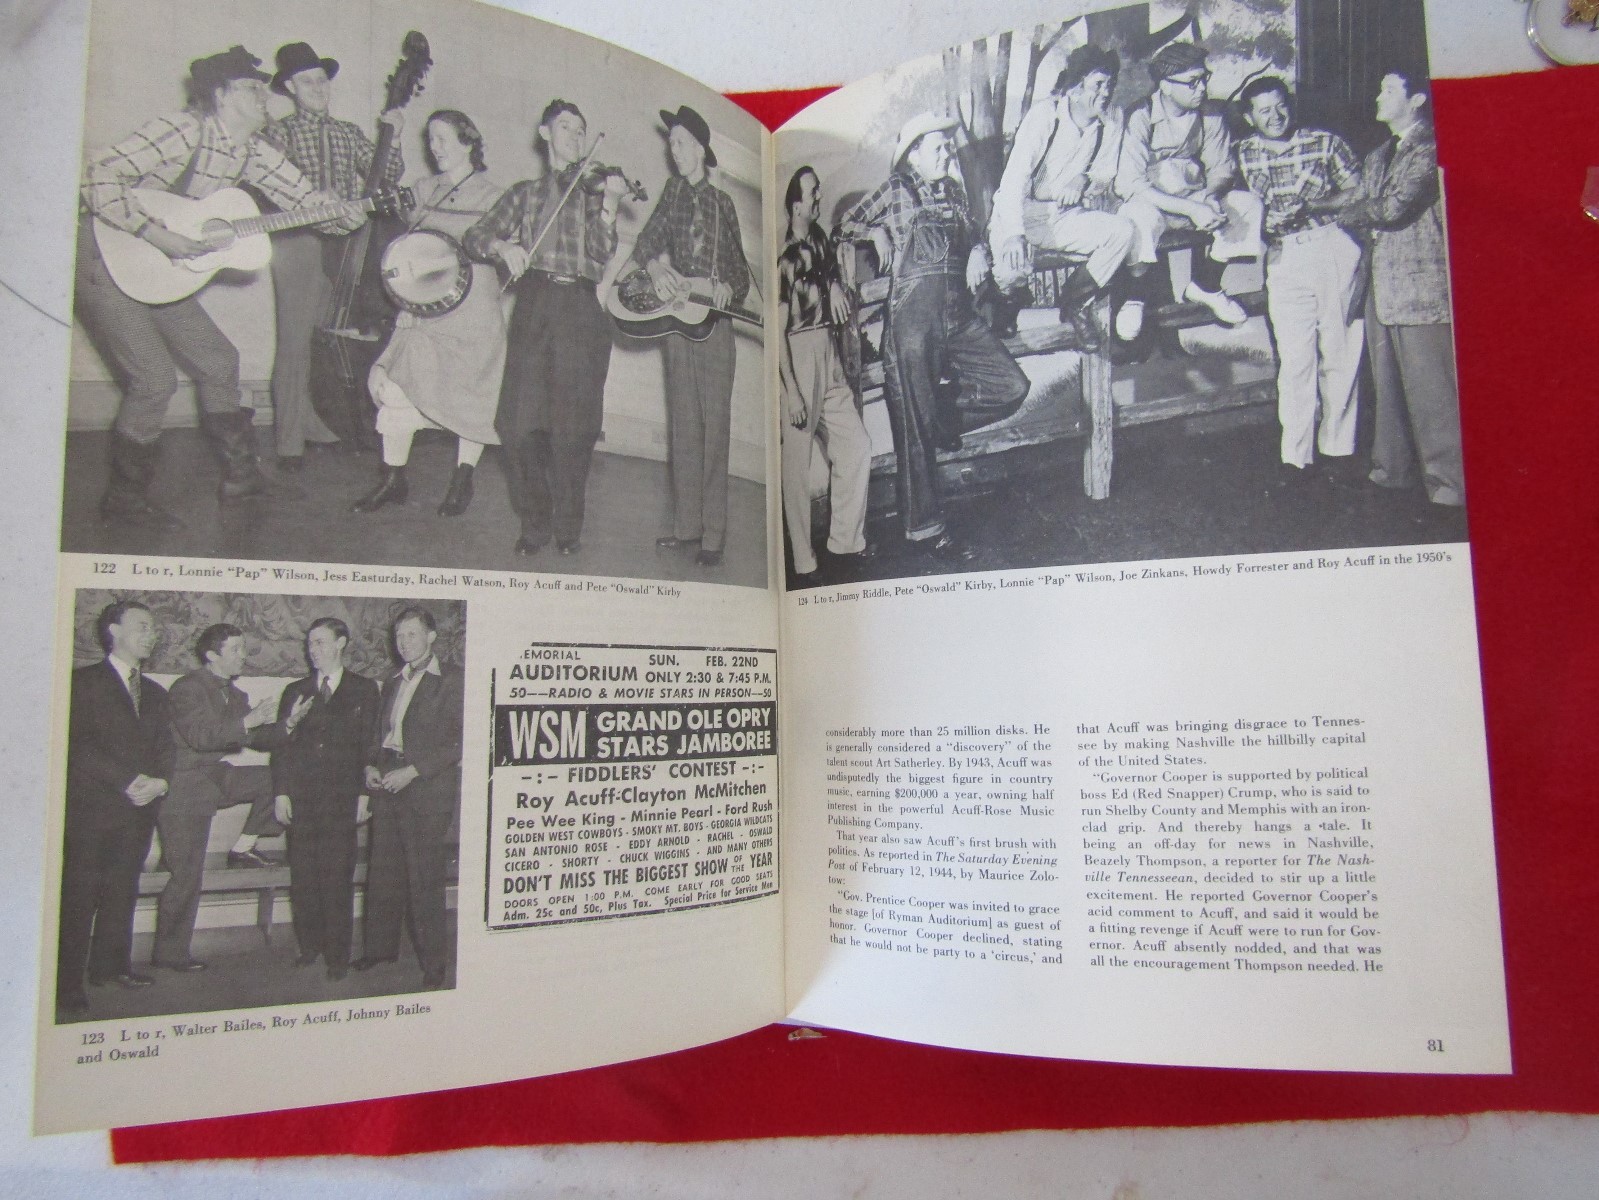 122 L to r, Lonnie “Pap” Wilson, Jess Easturday, Rachel Watson, Roy Acuff and Pete “Oswald” Kirby
123 L to r, Walter Bailes, Roy Acuff, Johnny Bailes
and Oswald
EMORIAL
AUDITORIUM
SUN. FEB. 22ND
ONLY 2:30 & 7:45 P.M.
50—RADIO & MOVIE STARS IN PERSON—50
WSM GRAND OLE OPRY
STARS JAMBOREE
-:- FIDDLERS' CONTEST -:-
Roy Acuff-Clayton McMitchen
Pee Wee King - Minnie Pearl - Ford Rush
GOLDEN WEST COWBOYS - SMOKY MT. BOYS - GEORGIA WILDCATS
SAN ANTONIO ROSE - EDDY ARNOLD - RACHEL - OSWALD
CICERO - SHORTY - CHUCK WIGGINS - AND MANY OTHERS
DON'T MISS THE BIGGEST SHOW OF THE YEAR
DOORS OPEN 1:00 P.M. COME EARLY FOR GOOD SEATS
Adm. 25c and 50c, Plus Tax. Special Price for Service Men
124 L to r, Jimmy Riddle, Pete “Oswald” Kirby, Lonnie “Pap” Wilson, Joe Zinkans, Howdy Forrester and Roy Acuff in the 1950's
considerably more than 25 million disks. He
is generally considered a “discovery” of the
talent scout Art Satherley. By 1943, Acuff was
undisputedly the biggest figure in country
music, earning $200,000 a year, owning half
interest in the powerful Acuff-Rose Music
Publishing Company.
That year also saw Acuff's first brush with
politics. As reported in The Saturday Evening
Post of February 12, 1944, by Maurice Zolo-
tow:
“Gov. Prentice Cooper was invited to grace
the stage [of Ryman Auditorium] as guest of
honor. Governor Cooper declined, stating
that he would not be party to a ‘circus,’ and
that Acuff was bringing disgrace to Tennes-
see by making Nashville the hillbilly capital
of the United States.
“Governor Cooper is supported by political
boss Ed (Red Snapper) Crump, who is said to
run Shelby County and Memphis with an iron-
clad grip. And thereby hangs a tale. It
being an off-day for news in Nashville,
Beazely Thompson, a reporter for The Nash-
ville Tennesseean, decided to stir up a little
excitement. He reported Governor Cooper's
acid comment to Acuff, and said it would be
a fitting revenge if Acuff were to run for Gov-
ernor. Acuff absently nodded, and that was
all the encouragement Thompson needed. He
81